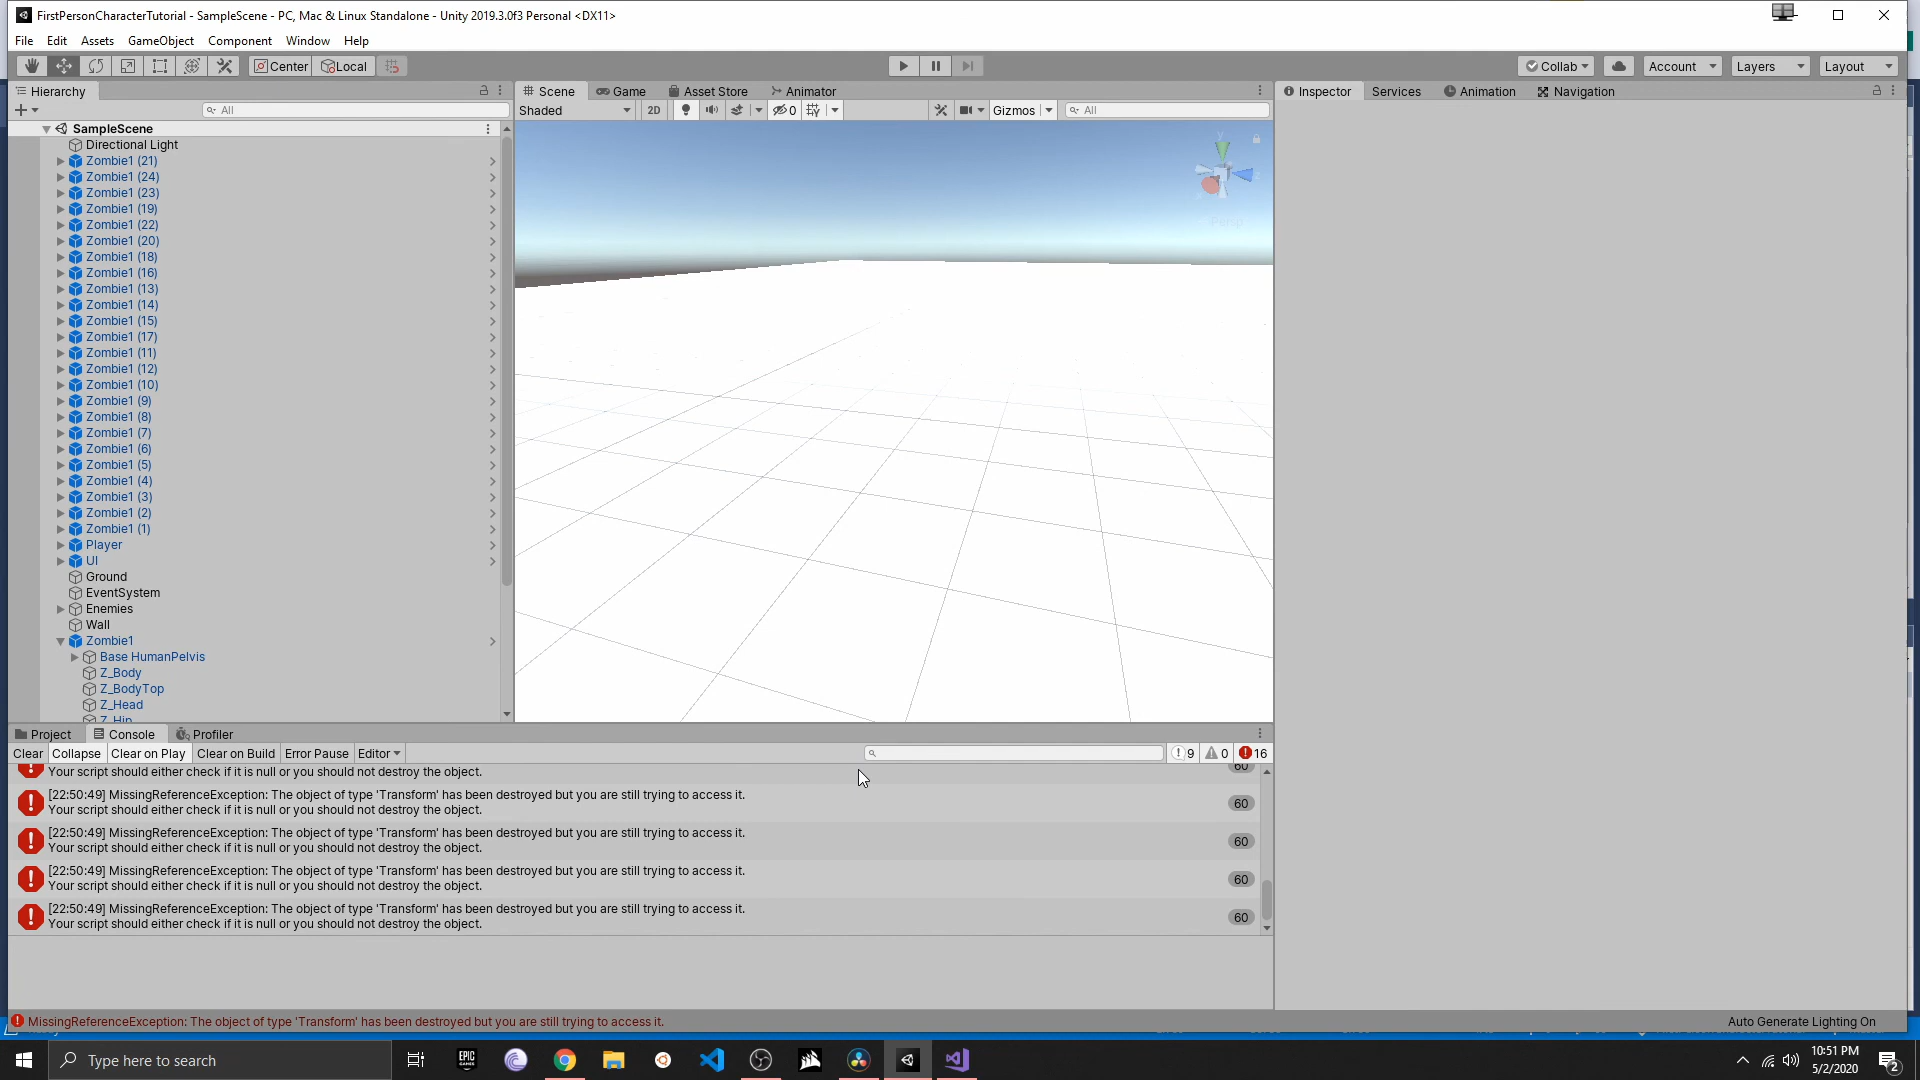 FirstPersonCharacterTutorial - SampleScene - PC, Mac & Linux Standalone - Unity 2019.3.0f3 Personal <DX11>
File Edit Assets GameObject Component Window Help
Center Local Collab Account Layers Layout
Hierarchy
All
SampleScene
Directional Light
Zombie1 (21)
Zombie1 (24)
Zombie1 (23)
Zombie1 (19)
Zombie1 (22)
Zombie1 (20)
Zombie1 (18)
Zombie1 (16)
Zombie1 (13)
Zombie1 (14)
Zombie1 (15)
Zombie1 (17)
Zombie1 (11)
Zombie1 (12)
Zombie1 (10)
Zombie1 (9)
Zombie1 (8)
Zombie1 (7)
Zombie1 (6)
Zombie1 (5)
Zombie1 (4)
Zombie1 (3)
Zombie1 (2)
Zombie1 (1)
Player
UI
Ground
EventSystem
Enemies
Wall
Zombie1
Base HumanPelvis
Z_Body
Z_BodyTop
Z_Head
Z_Hip
Scene Game Asset Store Animator
Shaded 2D 0 Gizmos All
y
Persp
Inspector Services Animation Navigation
Project Console Profiler
Clear Collapse Clear on Play Clear on Build Error Pause Editor 9 0 16
Your script should either check if it is null or you should not destroy the object. 60
[22:50:49] MissingReferenceException: The object of type 'Transform' has been destroyed but you are still trying to access it.
Your script should either check if it is null or you should not destroy the object. 60
[22:50:49] MissingReferenceException: The object of type 'Transform' has been destroyed but you are still trying to access it.
Your script should either check if it is null or you should not destroy the object. 60
[22:50:49] MissingReferenceException: The object of type 'Transform' has been destroyed but you are still trying to access it.
Your script should either check if it is null or you should not destroy the object. 60
[22:50:49] MissingReferenceException: The object of type 'Transform' has been destroyed but you are still trying to access it.
Your script should either check if it is null or you should not destroy the object. 60
MissingReferenceException: The object of type 'Transform' has been destroyed but you are still trying to access it.
Auto Generate Lighting On
Type here to search
EPIC GAMES
10:51 PM
5/2/2020
2